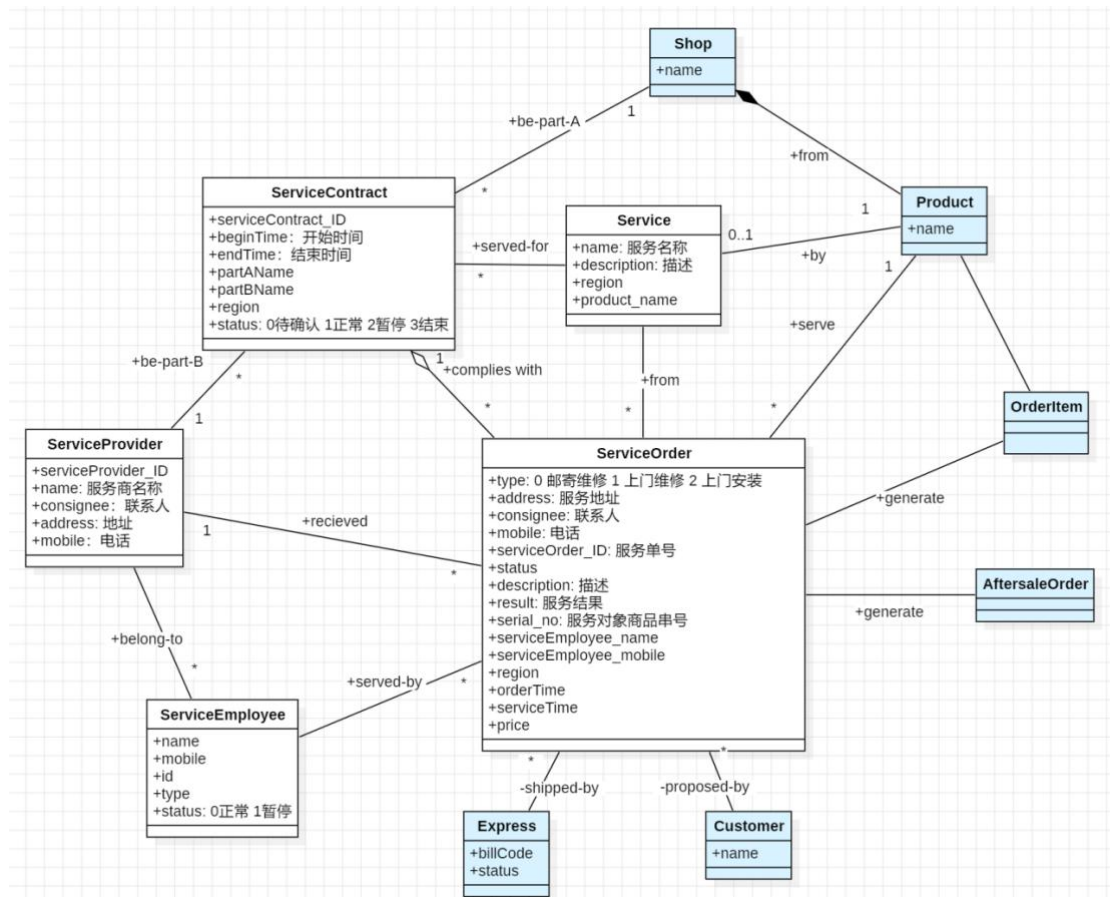 Shop
+name
1
+be-part-A
*
+from
ServiceContract
+serviceContract_ID
+beginTime：开始时间
+endTime：结束时间
+partAName
+partBName
+region
+status: 0待确认 1正常 2暂停 3结束
+served-for
*
Service
+name: 服务名称
+description: 描述
+region
+product_name
0..1
+by
1
Product
+name
1
+serve
*
+be-part-B
*
1
1
+complies with
*
+from
*
OrderItem
ServiceProvider
+serviceProvider_ID
+name: 服务商名称
+consignee：联系人
+address: 地址
+mobile：电话
1
+recieved
*
ServiceOrder
+type: 0 邮寄维修 1 上门维修 2 上门安装
+address: 服务地址
+consignee: 联系人
+mobile: 电话
+serviceOrder_ID: 服务单号
+status
+description: 描述
+result: 服务结果
+serial_no: 服务对象商品串号
+serviceEmployee_name
+serviceEmployee_mobile
+region
+orderTime
+serviceTime
+price
+generate
AftersaleOrder
+generate
+belong-to
*
+served-by
*
ServiceEmployee
+name
+mobile
+id
+type
+status: 0正常 1暂停
*
-shipped-by
*
-proposed-by
Express
+billCode
+status
Customer
+name